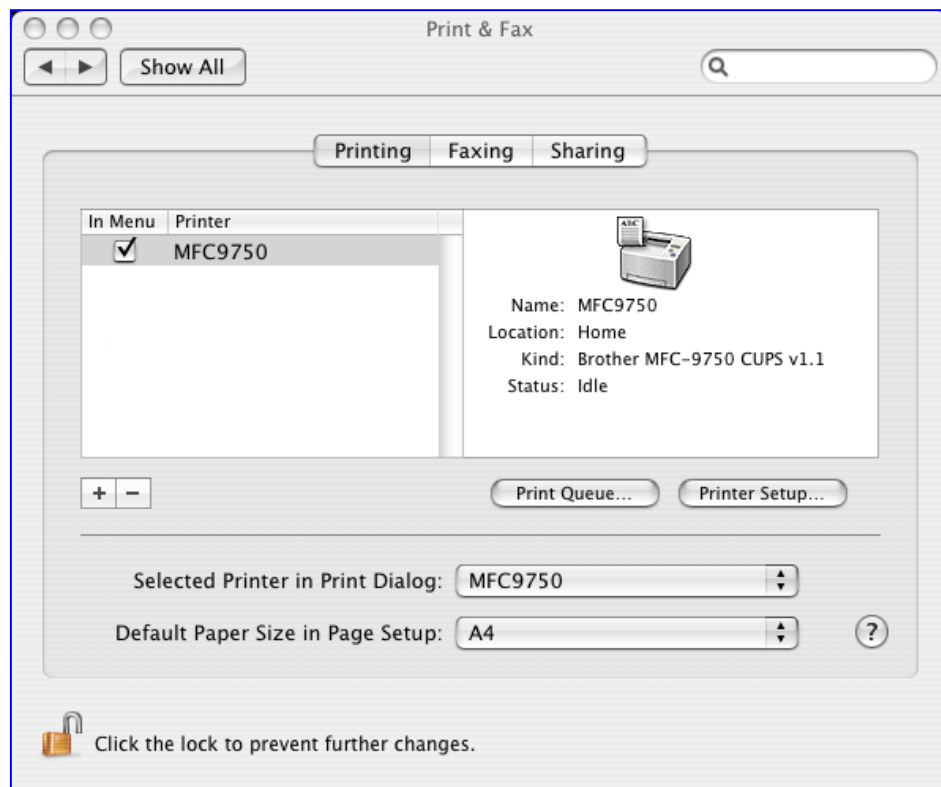 Print & Fax
Show All
Printing Faxing Sharing
In Menu Printer
MFC9750
ABC
Name: MFC9750
Location: Home
Kind: Brother MFC-9750 CUPS v1.1
Status: Idle
+ −
Print Queue... Printer Setup...
Selected Printer in Print Dialog: MFC9750
Default Paper Size in Page Setup: A4
?
Click the lock to prevent further changes.